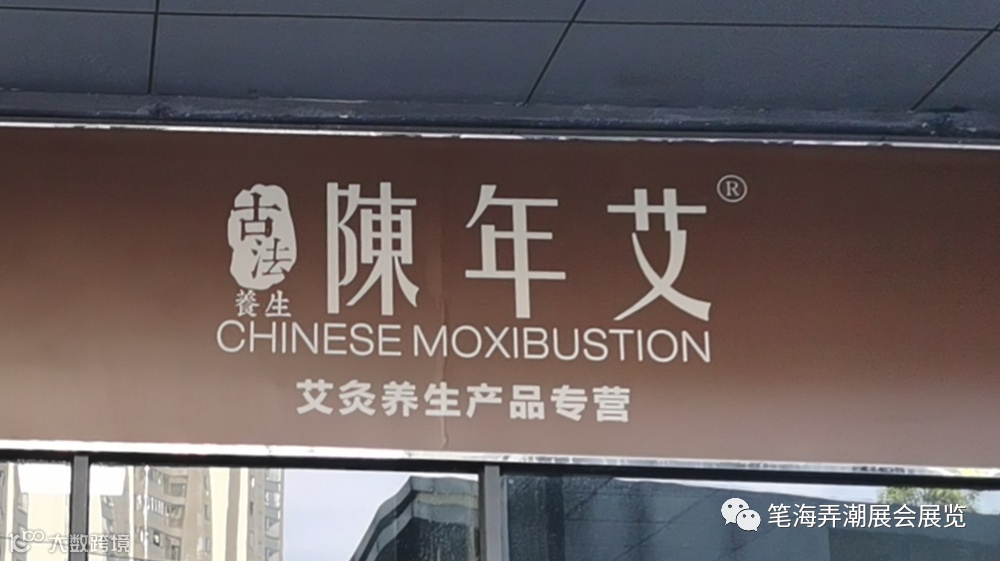 古法
養生
陳年艾®
CHINESE MOXIBUSTION
艾灸养生产品专营
笔海弄潮展会展览
大数跨境